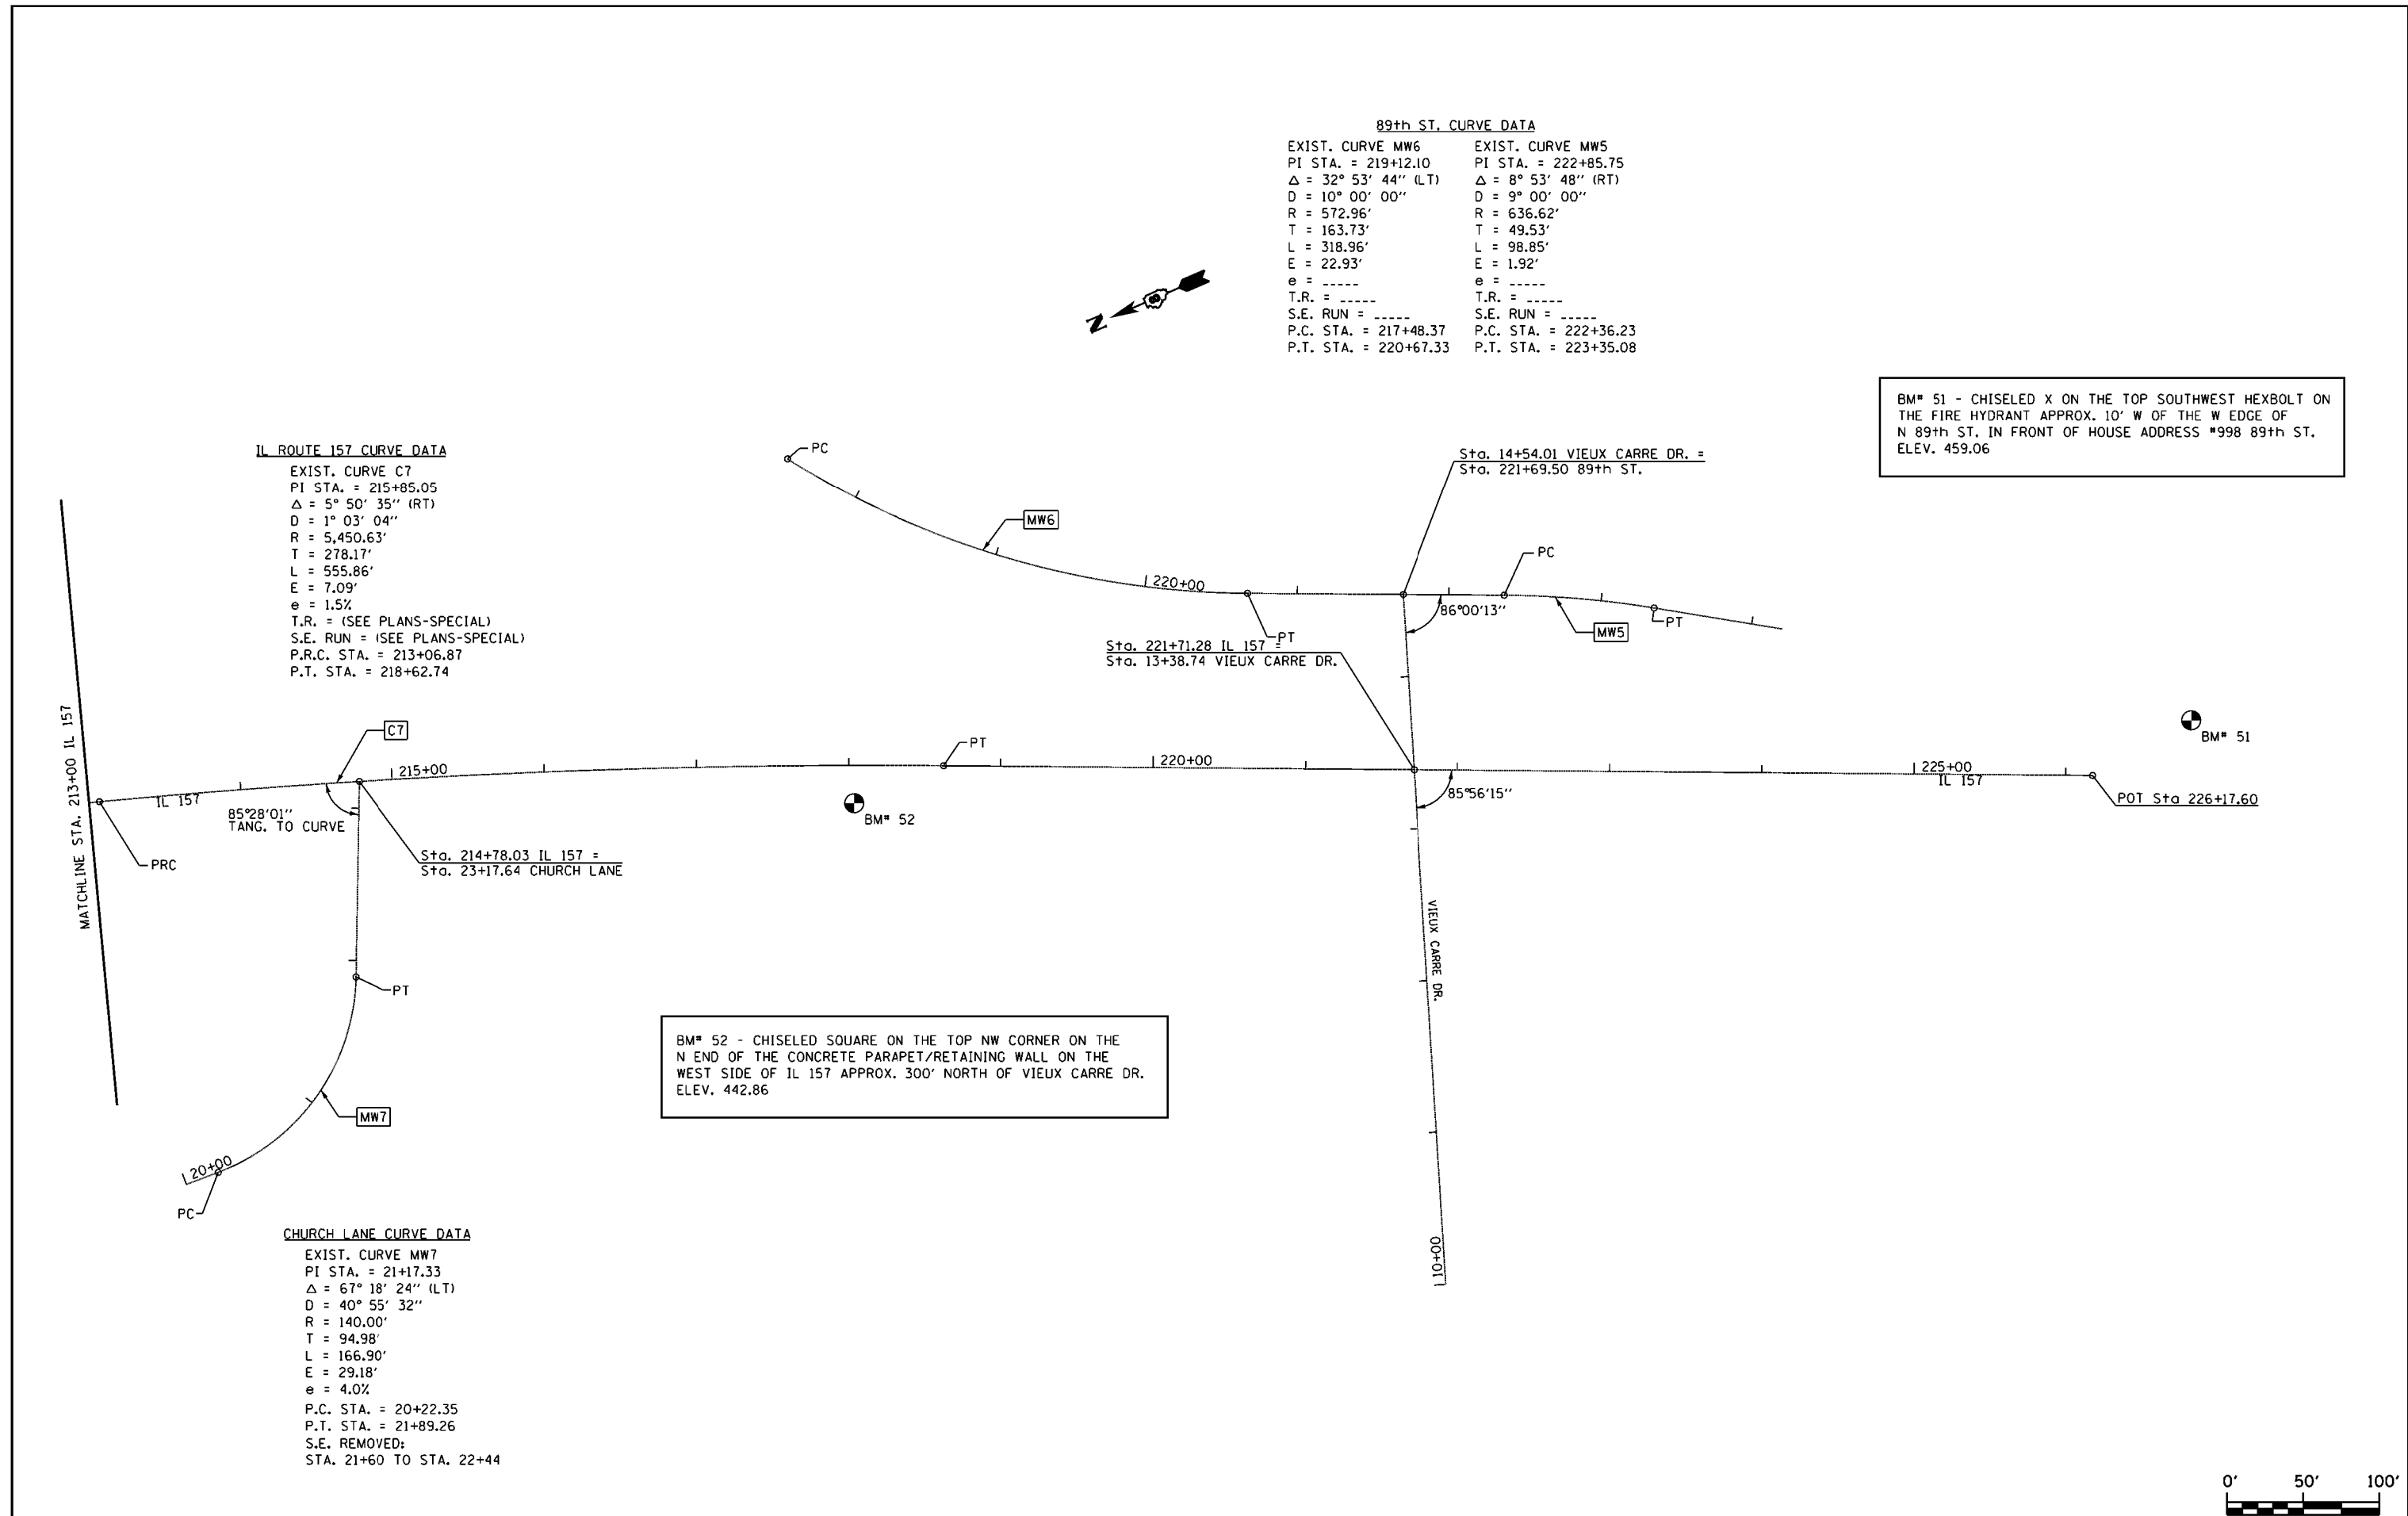 89th ST. CURVE DATA
EXIST. CURVE MW6
PI STA. = 219+12.10
Δ = 32° 53' 44'' (LT)
D = 10° 00' 00''
R = 572.96'
T = 163.73'
L = 318.96'
E = 22.93'
e = -----
T.R. = -----
S.E. RUN = -----
P.C. STA. = 217+48.37
P.T. STA. = 220+67.33
EXIST. CURVE MW5
PI STA. = 222+85.75
Δ = 8° 53' 48'' (RT)
D = 9° 00' 00''
R = 636.62'
T = 49.53'
L = 98.85'
E = 1.92'
e = -----
T.R. = -----
S.E. RUN = -----
P.C. STA. = 222+36.23
P.T. STA. = 223+35.08
N
BM# 51 - CHISELED X ON THE TOP SOUTHWEST HEXBOLT ON
THE FIRE HYDRANT APPROX. 10' W OF THE W EDGE OF
N 89th ST. IN FRONT OF HOUSE ADDRESS #998 89th ST.
ELEV. 459.06
IL ROUTE 157 CURVE DATA
EXIST. CURVE C7
PI STA. = 215+85.05
Δ = 5° 50' 35'' (RT)
D = 1° 03' 04''
R = 5,450.63'
T = 278.17'
L = 555.86'
E = 7.09'
e = 1.5%
T.R. = (SEE PLANS-SPECIAL)
S.E. RUN = (SEE PLANS-SPECIAL)
P.R.C. STA. = 213+06.87
P.T. STA. = 218+62.74
PC
MW6
Sta. 14+54.01 VIEUX CARRE DR. =
Sta. 221+69.50 89th ST.
PC
220+00
86°00'13''
MW5
PT
PT
Sta. 221+71.28 IL 157 =
Sta. 13+38.74 VIEUX CARRE DR.
MATCHLINE STA. 213+00 IL 157
C7
PT
BM# 51
215+00
220+00
225+00
IL 157
IL 157
85°28'01''
TANG. TO CURVE
85°56'15''
POT Sta 226+17.60
BM# 52
PRC
Sta. 214+78.03 IL 157 =
Sta. 23+17.64 CHURCH LANE
VIEUX CARRE DR.
PT
BM# 52 - CHISELED SQUARE ON THE TOP NW CORNER ON THE
N END OF THE CONCRETE PARAPET/RETAINING WALL ON THE
WEST SIDE OF IL 157 APPROX. 300' NORTH OF VIEUX CARRE DR.
ELEV. 442.86
MW7
20+00
PC
10+00
CHURCH LANE CURVE DATA
EXIST. CURVE MW7
PI STA. = 21+17.33
Δ = 67° 18' 24'' (LT)
D = 40° 55' 32''
R = 140.00'
T = 94.98'
L = 166.90'
E = 29.18'
e = 4.0%
P.C. STA. = 20+22.35
P.T. STA. = 21+89.26
S.E. REMOVED:
STA. 21+60 TO STA. 22+44
0' 50' 100'